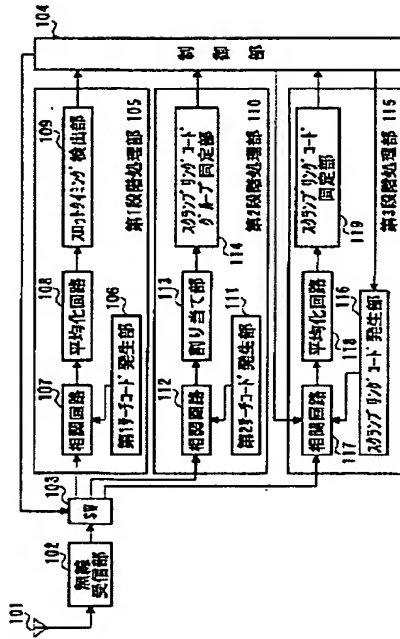 101
102
無線
受信部
103
SW
104
制御部
107
相関回路
108
平均化回路
109
スロットタイミング検出部
106
第1サーチコード発生部
第1段階処理部 105
112
相関回路
113
割り当て部
スクランブリングコード
グループ同定部
114
111
第2サーチコード発生部
第2段階処理部 110
相関回路
117
平均化回路
118
スクランブリングコード
同定部
119
116
スクランブリングコード発生部
第3段階処理部 115